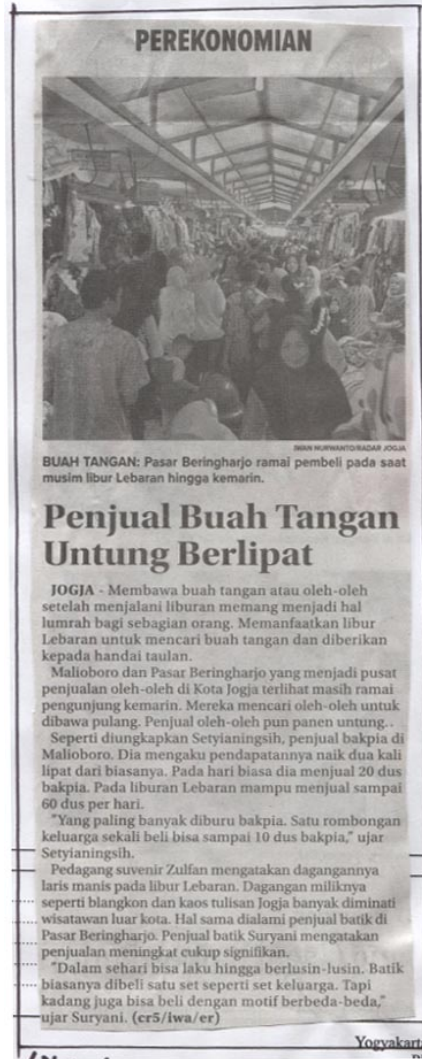 PEREKONOMIAN
IWAN NURWANTO/RADAR JOGJA
BUAH TANGAN: Pasar Beringharjo ramai pembeli pada saat
musim libur Lebaran hingga kemarin.
Penjual Buah Tangan
Untung Berlipat
JOGJA - Membawa buah tangan atau oleh-oleh
setelah menjalani liburan memang menjadi hal
lumrah bagi sebagian orang. Memanfaatkan libur
Lebaran untuk mencari buah tangan dan diberikan
kepada handai taulan.
Malioboro dan Pasar Beringharjo yang menjadi pusat
penjualan oleh-oleh di Kota Jogja terlihat masih ramai
pengunjung kemarin. Mereka mencari oleh-oleh untuk
dibawa pulang. Penjual oleh-oleh pun panen untung..
Seperti diungkapkan Setyianingsih, penjual bakpia di
Malioboro. Dia mengaku pendapatannya naik dua kali
lipat dari biasanya. Pada hari biasa dia menjual 20 dus
bakpia. Pada liburan Lebaran mampu menjual sampai
60 dus per hari.
"Yang paling banyak diburu bakpia. Satu rombongan
keluarga sekali beli bisa sampai 10 dus bakpia," ujar
Setyianingsih.
Pedagang suvenir Zulfan mengatakan dagangannya
laris manis pada libur Lebaran. Dagangan miliknya
seperti blangkon dan kaos tulisan Jogja banyak diminati
wisatawan luar kota. Hal sama dialami penjual batik di
Pasar Beringharjo. Penjual batik Suryani mengatakan
penjualan meningkat cukup signifikan.
"Dalam sehari bisa laku hingga berlusin-lusin. Batik
biasanya dibeli satu set seperti set keluarga. Tapi
kadang juga bisa beli dengan motif berbeda-beda,"
ujar Suryani. (cr5/iwa/er)
Yogyakarta